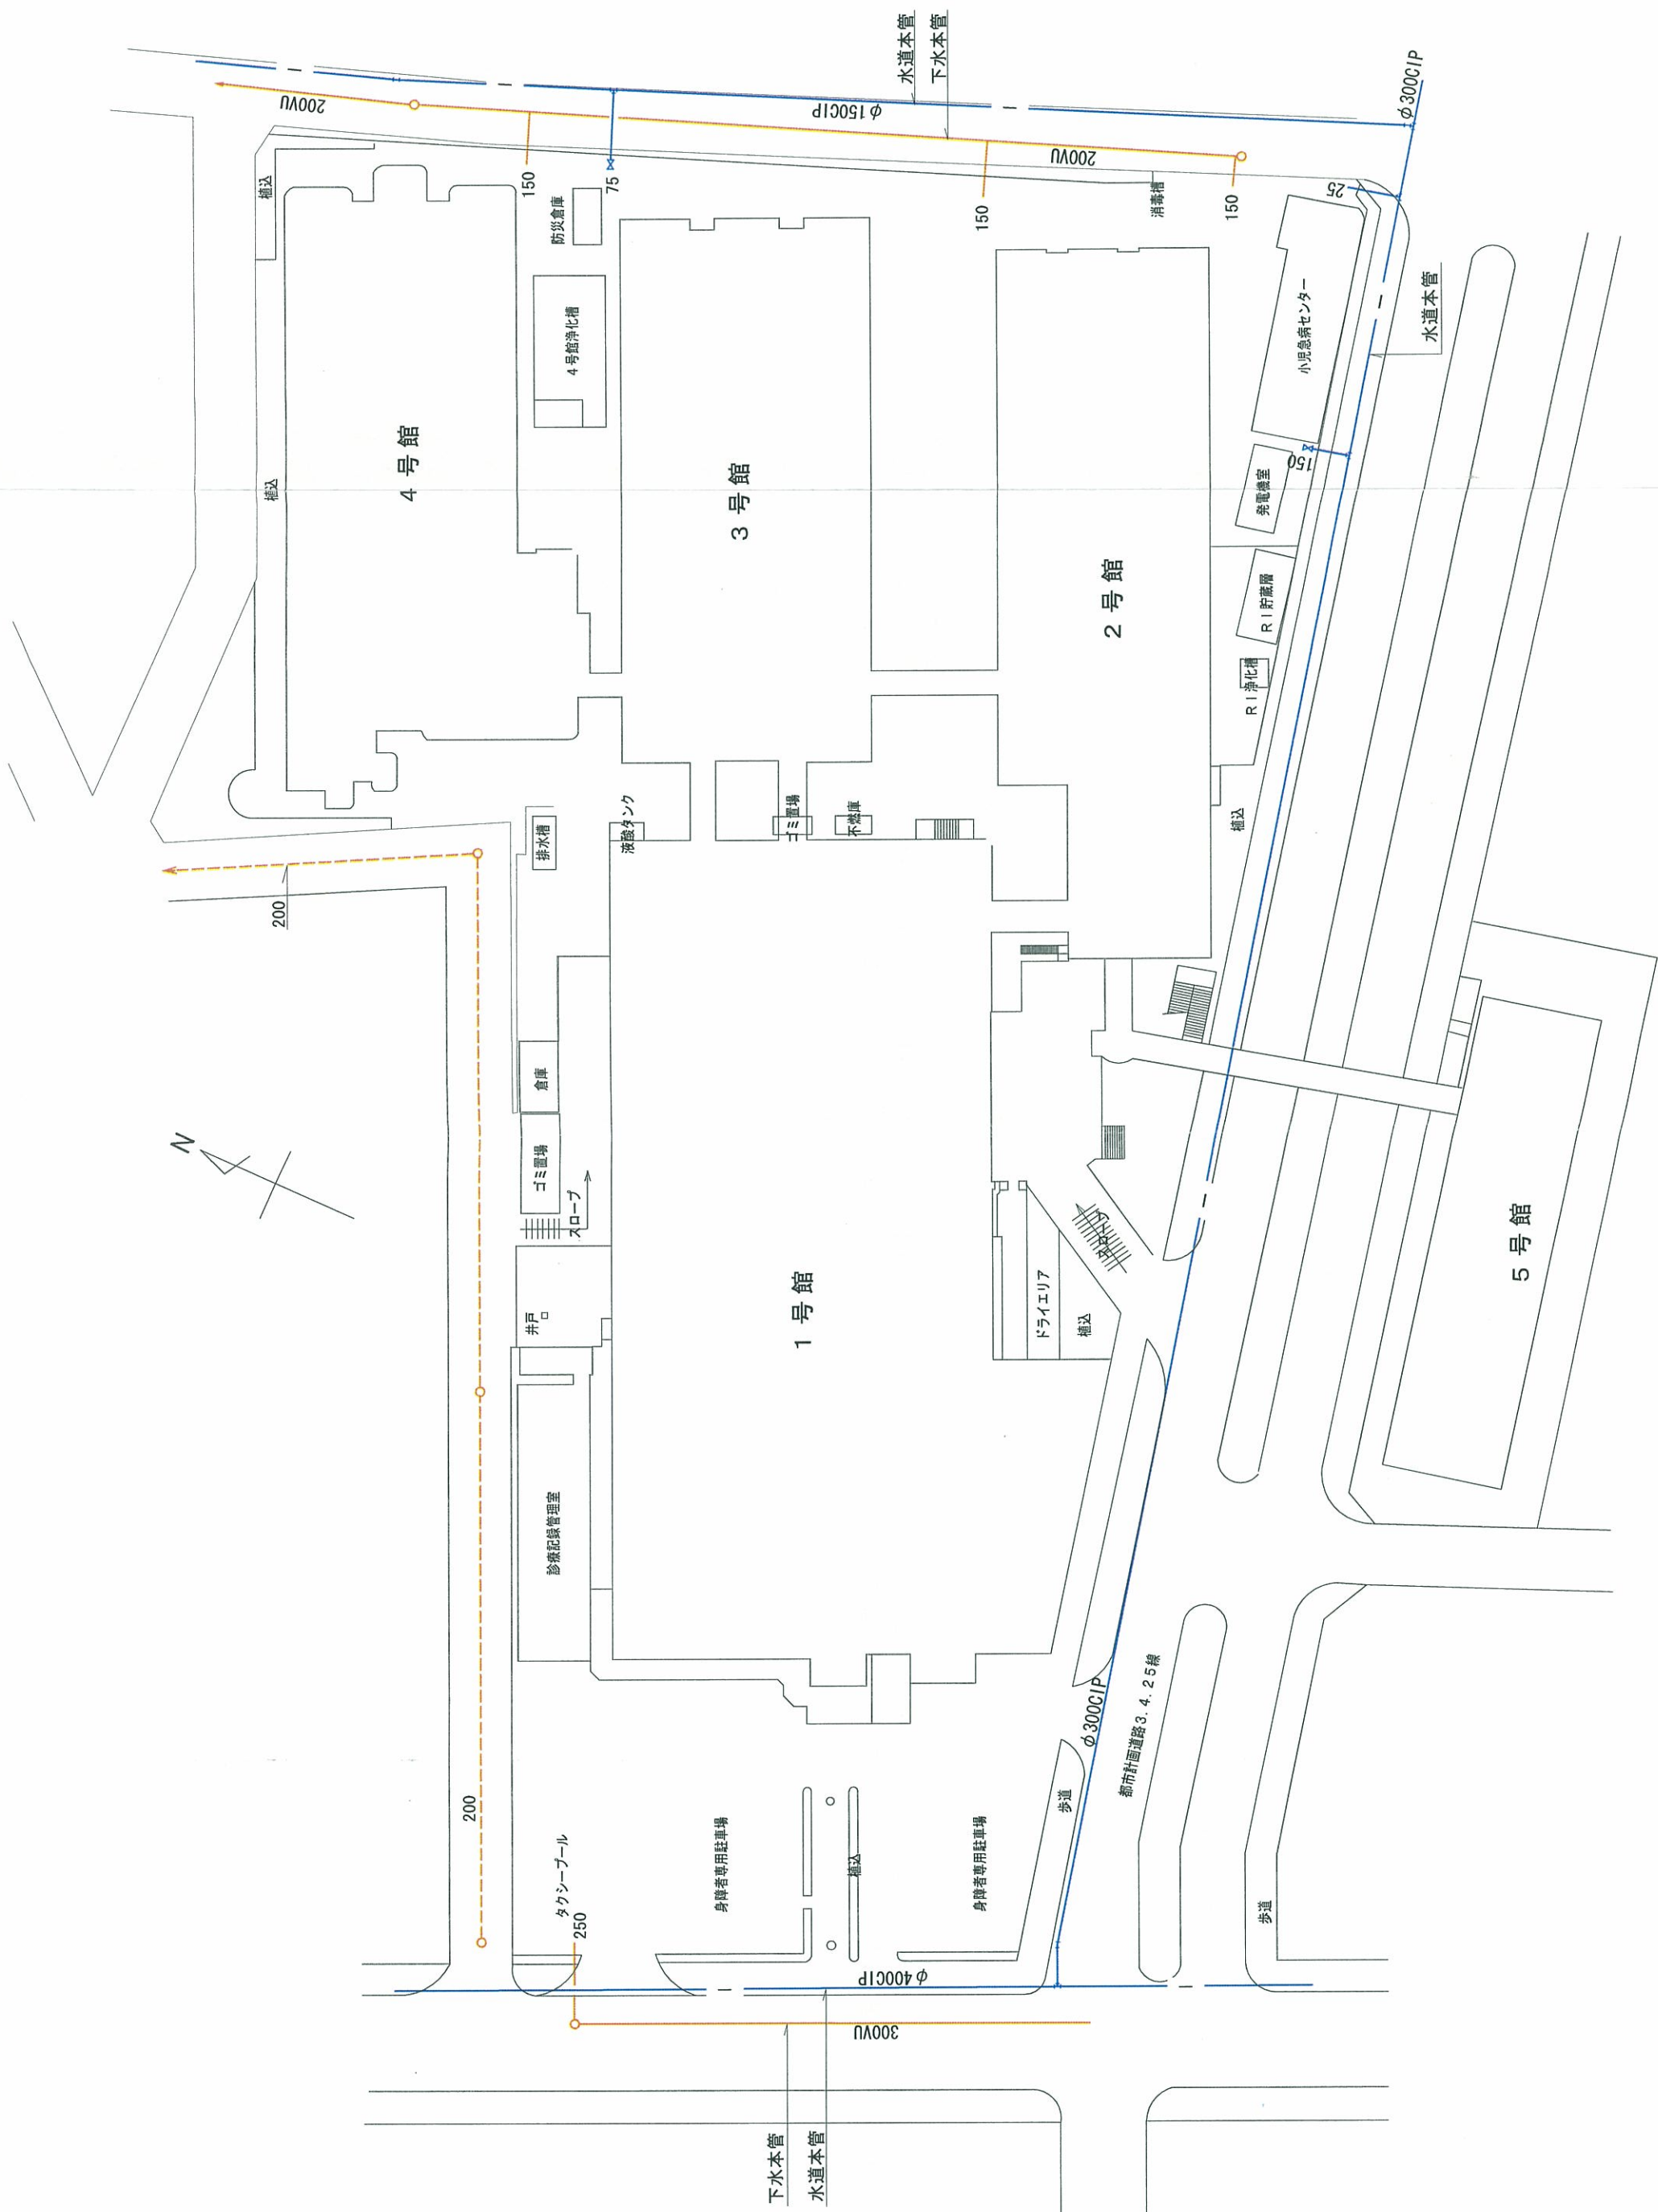 水道本管
下水本管
φ300CIP
200VU
φ150CIP
200VU
150
75
150
150
25
植込
防災倉庫
消毒槽
4号館浄化槽
小児急病センター
水道本管
植込
4号館
3号館
2号館
150
発電機室
RI貯蔵層
RI浄化槽
植込
排水槽
液酸タンク
ゴミ置場
不燃庫
200
倉庫
ゴミ置場
スロープ
スロープ
N
井戸
1号館
ドライエリア
植込
5号館
診療記録管理室
φ300CIP
都市計画道路3.4.25線
200
タクシープール
250
身障者専用駐車場
植込
身障者専用駐車場
歩道
歩道
φ400CIP
300VU
下水本管
水道本管